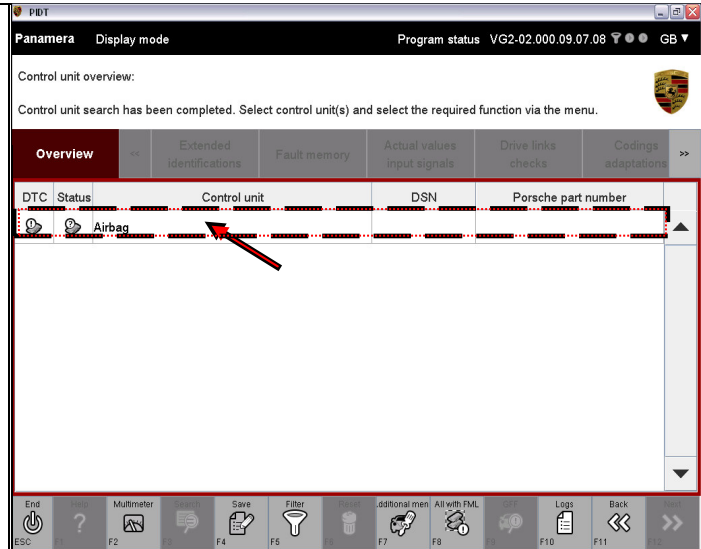 PIDT
Panamera Display mode Program status VG2-02.000.09.07.08 GB
Control unit overview:
Control unit search has been completed. Select control unit(s) and select the required function via the menu.
Overview << Extended identifications Fault memory Actual values input signals Drive links checks Codings adaptations >>
DTC Status Control unit DSN Porsche part number
Airbag
End Help Multimeter Search Save Filter Reset .dditional men All with FML GFF Logs Back Next
ESC F1 F2 F3 F4 F5 F6 F7 F8 F9 F10 F11 F12